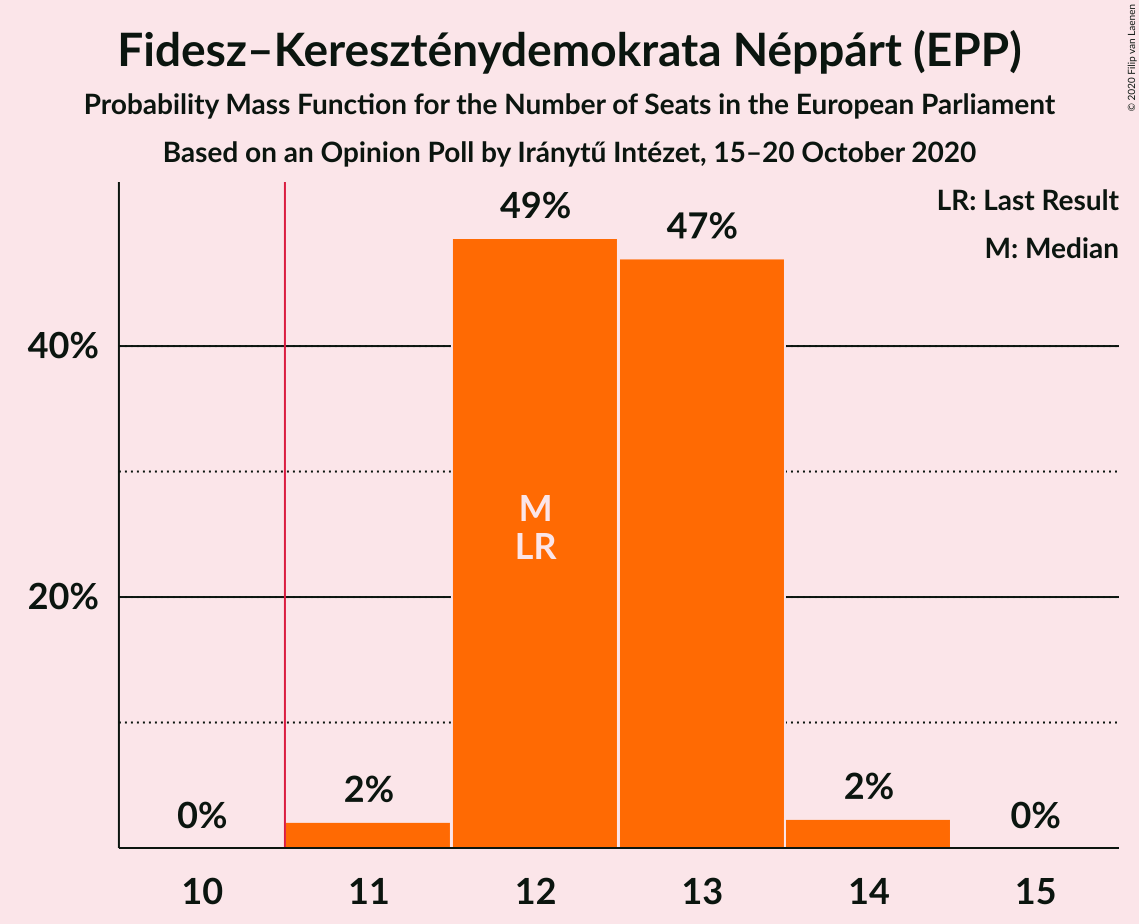 Fidesz–Kereszténydemokrata Néppárt (EPP)
Probability Mass Function for the Number of Seats in the European Parliament
Based on an Opinion Poll by Iránytű Intézet, 15–20 October 2020
© 2020 Filip van Laenen
LR: Last Result
M: Median
49%
47%
40%
M
LR
20%
2%
2%
0%
0%
10 11 12 13 14 15